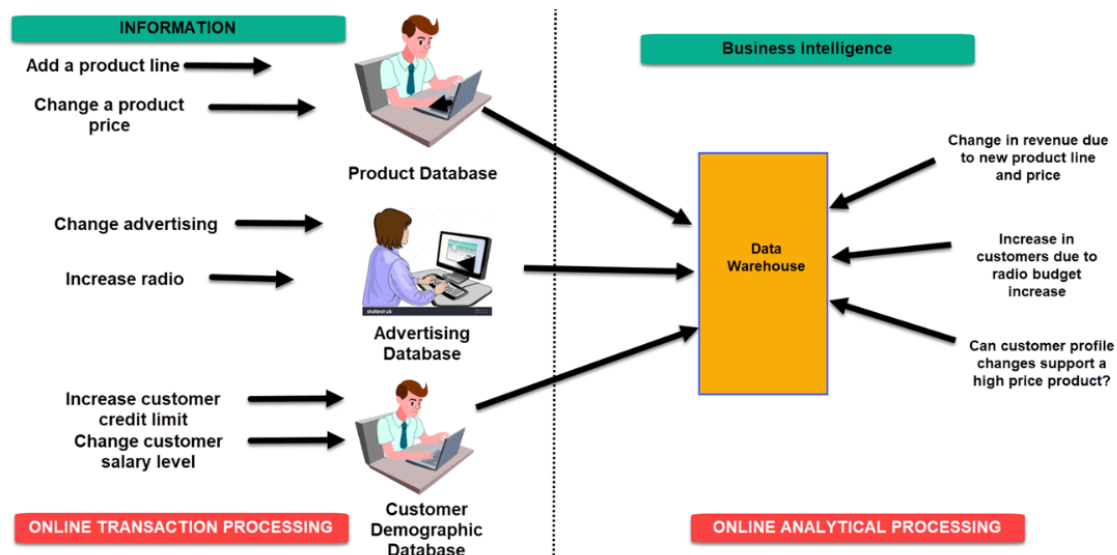 INFORMATION
Add a product line
Change a product
price
Product Database
Change advertising
Increase radio
Advertising
Database
Increase customer
credit limit
Change customer
salary level
Customer
Demographic
Database
ONLINE TRANSACTION PROCESSING
Business Intelligence
Data
Warehouse
Change in revenue due
to new product line
and price
Increase in
customers due to
radio budget
increase
Can customer profile
changes support a
high price product?
ONLINE ANALYTICAL PROCESSING